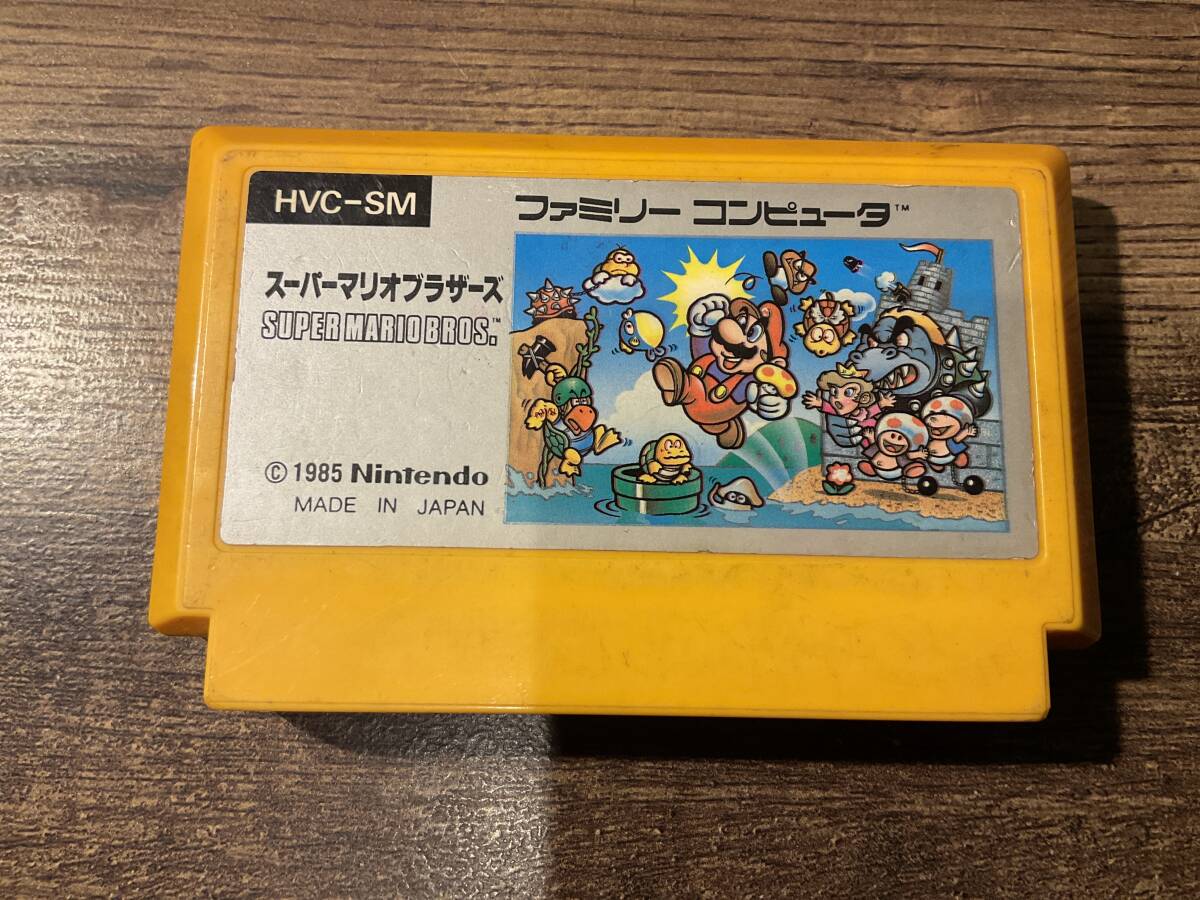 HVC-SM
ファミリー コンピュータ™
スーパーマリオブラザーズ
SUPER MARIO BROS.™
© 1985 Nintendo
MADE IN JAPAN